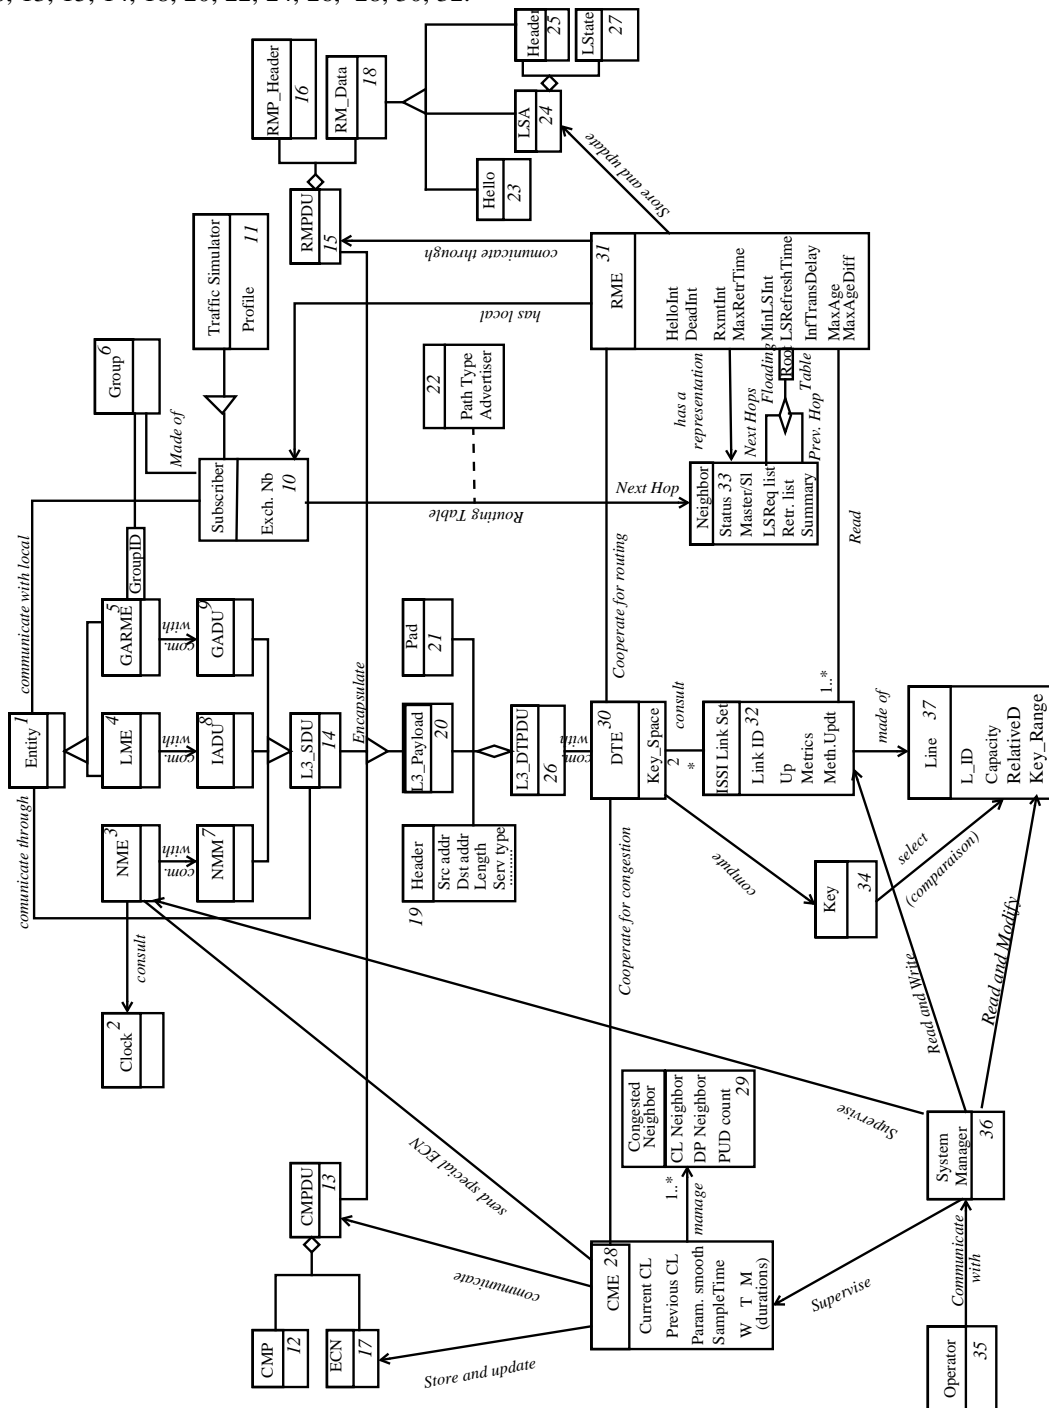 13, 15, 14, 18, 20, 22, 24, 26, 28, 30, 32.
Entity
1
communicate with local
comunicate through
Clock
2
consult
NME
3
LME
4
GARME
5
GroupID
Group
6
Made of
com.
with
com.
with
com.
with
NMM
7
IADU
8
GADU
9
Subscriber
Exch. Nb
10
Traffic Simulator
Profile
11
CMP
12
ECN
17
CMPDU
13
L3_SDU
14
RMPDU
15
RMP_Header
16
RM_Data
18
Encapsulate
Header
Src addr
Dst addr
Length
Serv type
.........
19
L3_Payload
20
Pad
21
22
Path Type
Advertiser
Routing Table
Next Hop
Hello
23
LSA
24
Header
25
LState
27
L3_DTPDU
26
com.
with
Store and update
communicate
send special ECN
comunicate through
has local
Store and update
CME
28
Current CL
Previous CL
Param. smooth
SampleTime
W T M
(durations)
Cooperate for congestion
1..*
manage
Congested
Neighbor
CL Neighbor
DP Neighbor
PUD count
29
DTE
30
Key_Space
Cooperate for routing
RME
31
HelloInt
DeadInt
RxmtInt
MaxRetrTime
MinLSInt
LSRefreshTime
InfTransDelay
MaxAge
MaxAgeDiff
has a
representation
Next Hops
Floading
Root
Table
Prev. Hop
Neighbor
Status
33
Master/Sl
LSReq list
Retr. list
Summary
Read
1..*
2
*
consult
ISSI Link Set
Link ID
32
Up
Metrics
Meth.Updt
made of
compute
Key
34
select
(comparaison)
Line
37
L_ID
Capacity
RelativeD
Key_Range
Supervise
Read and Write
Read and Modify
Supervise
System
Manager
36
Communicate
with
Operator
35